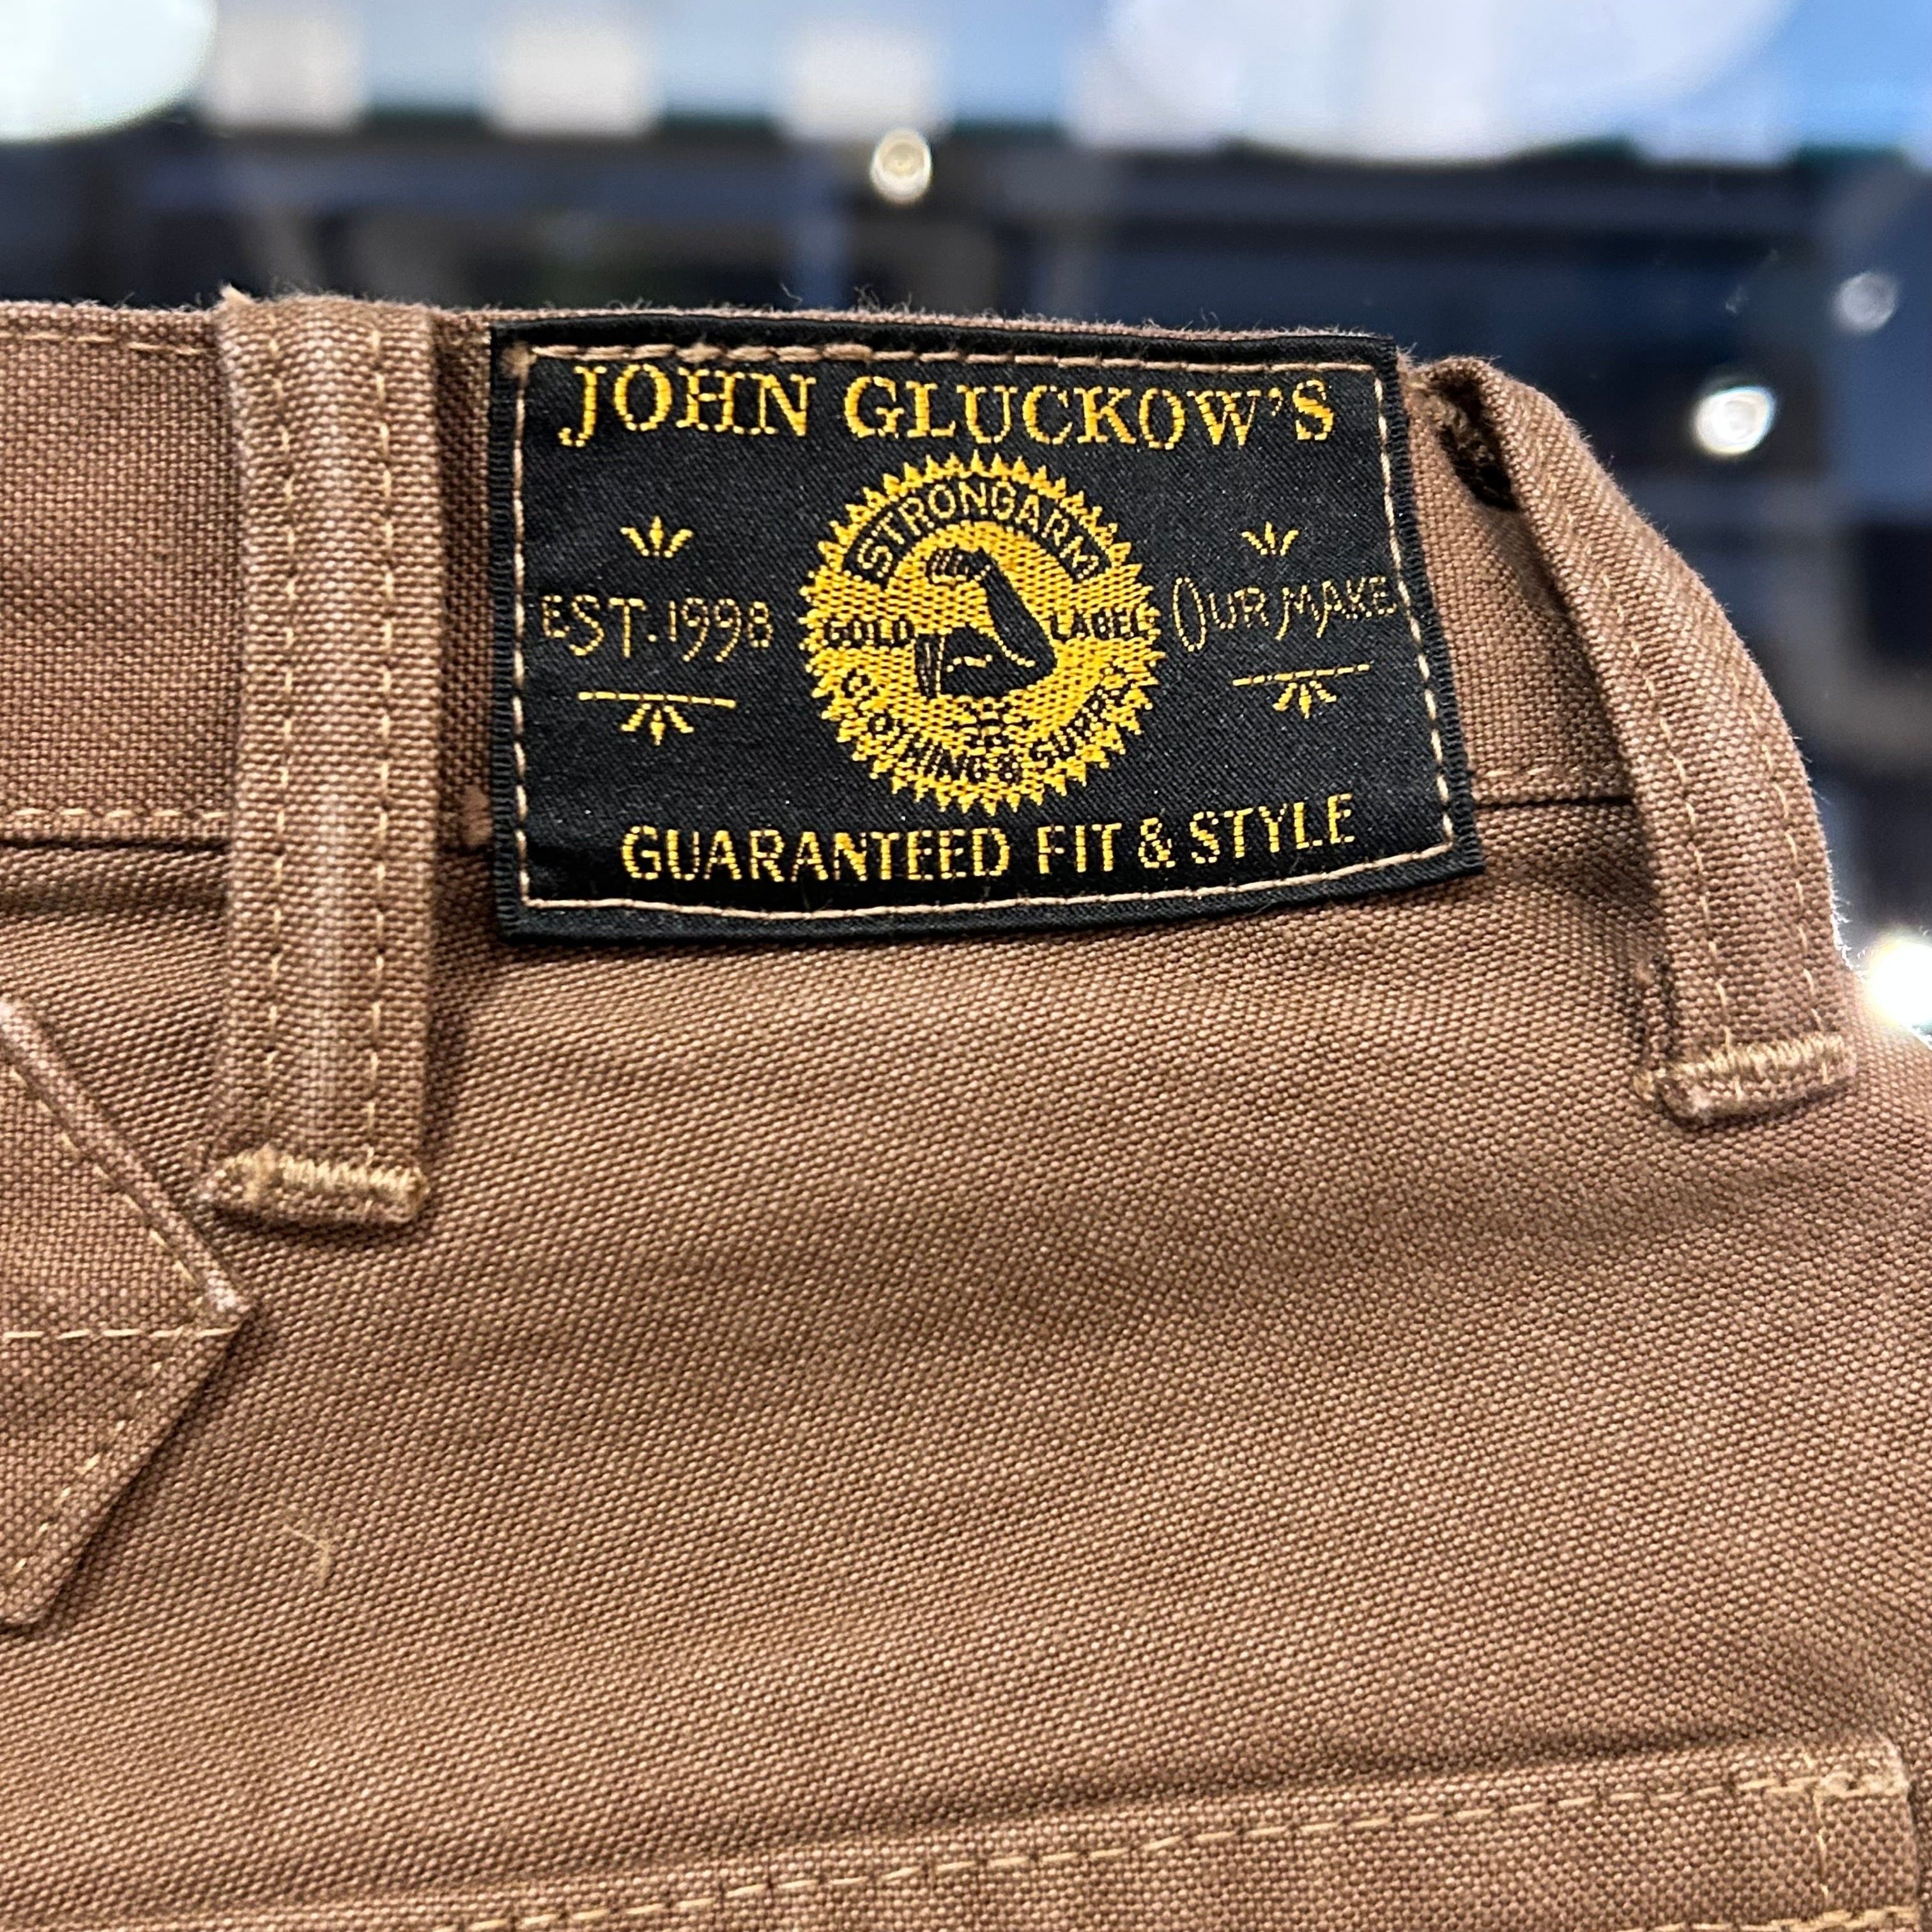 JOHN GLUCKOW'S
STRONGARM
EST. 1998
GOLD LABEL
OUR MAKE
CLOTHING & SUPPLY
GUARANTEED FIT & STYLE